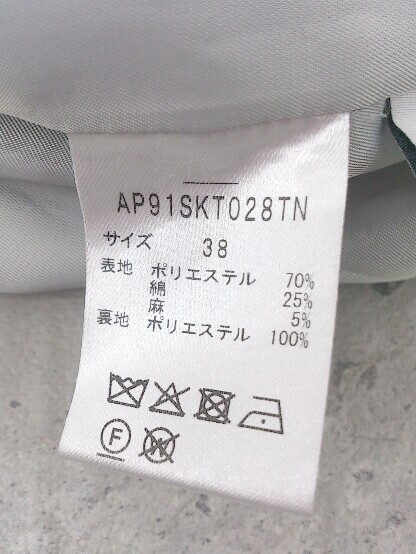 AP91SKT028TN
サイズ 38
表地 ポリエステル 70%
綿 25%
麻 5%
裏地 ポリエステル 100%
F W